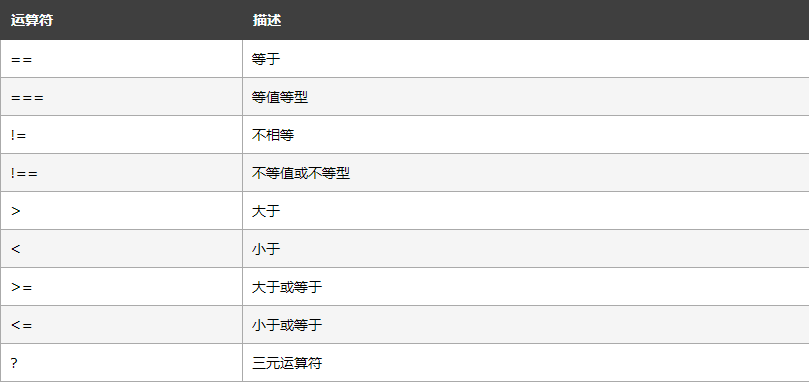 运算符 描述
== 等于
=== 等值等型
!= 不相等
!== 不等值或不等型
> 大于
< 小于
>= 大于或等于
<= 小于或等于
? 三元运算符